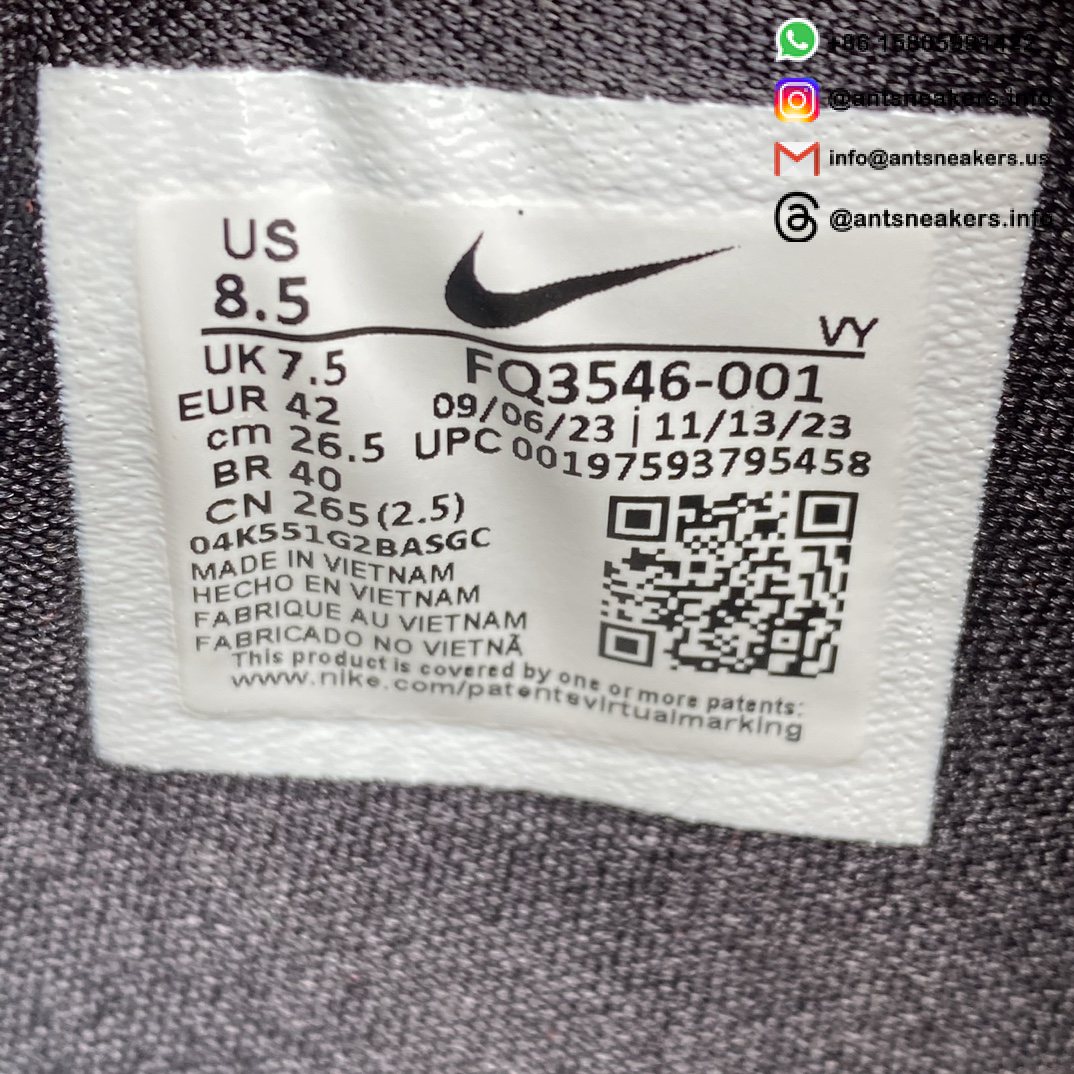 @antsneakers.info
info@antsneakers.us
@antsneakers.info
US
8.5
VY
UK 7.5
FQ3546-001
EUR 42
09/06/23 | 11/13/23
cm 26.5
UPC 00197593795458
BR 40
CN 265(2.5)
04K551G2BASGC
MADE IN VIETNAM
HECHO EN VIETNAM
FABRIQUE AU VIETNAM
FABRICADO NO VIETNÃ
This product is covered by one or more patents:
www.nike.com/patentsvirtualmarking